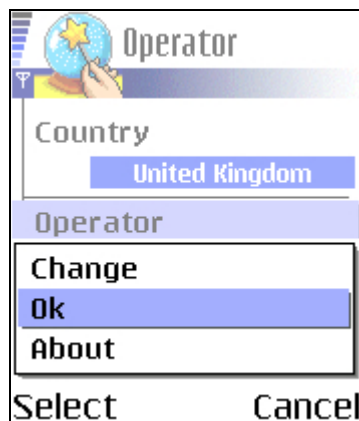 Operator
Country
United Kingdom
Operator
Change
Ok
About
Select Cancel